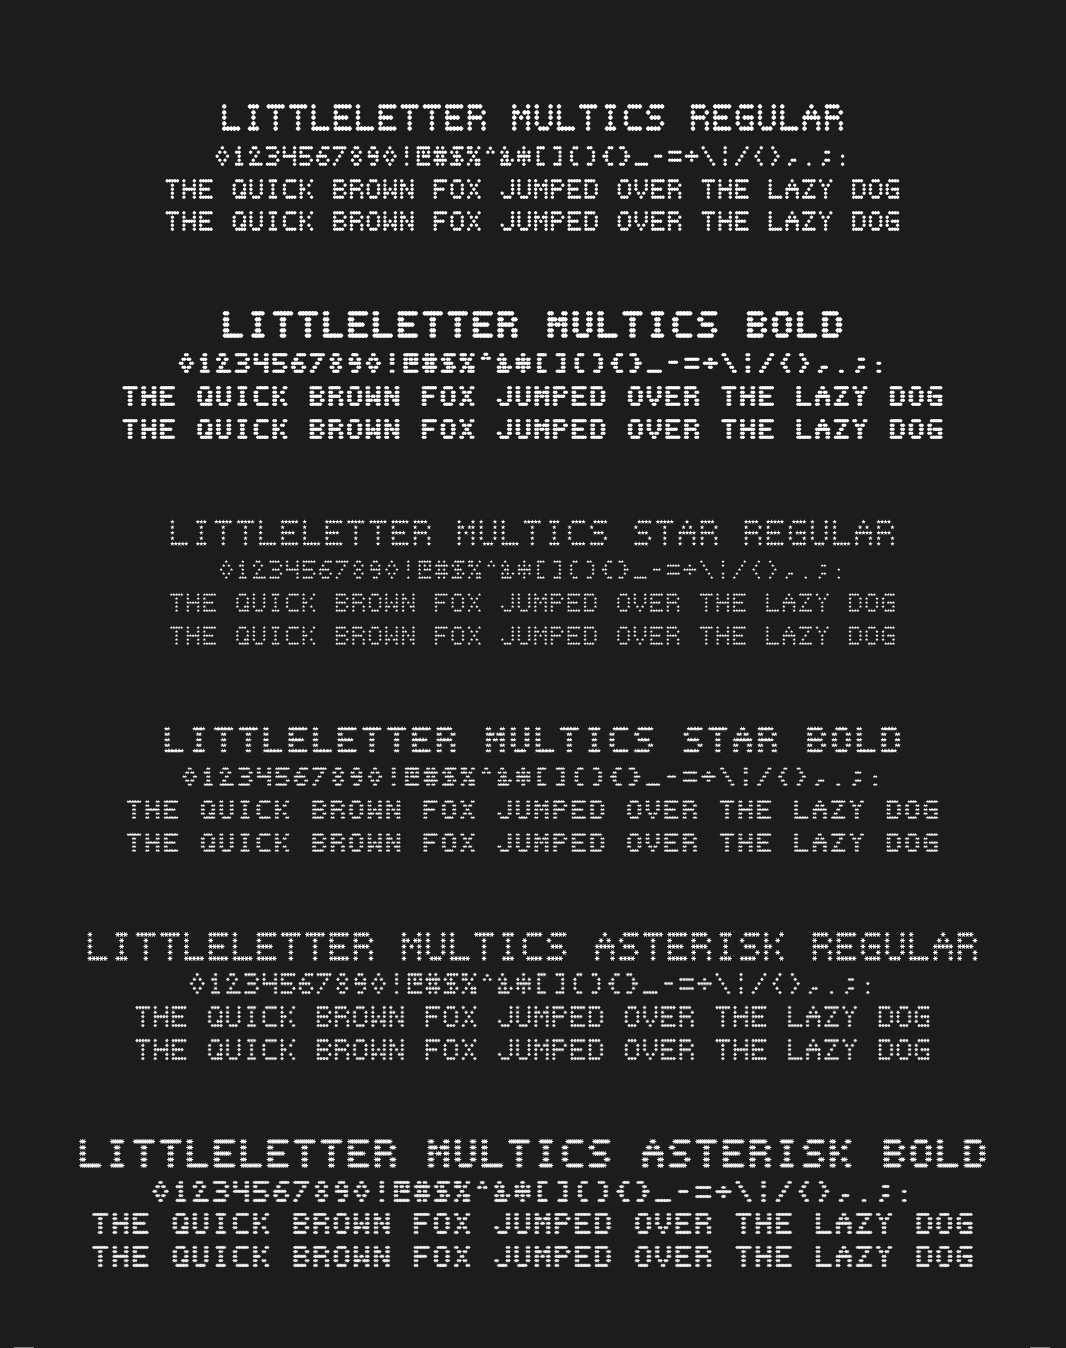 LITTLELETTER MULTICS REGULAR
◊123456789◊!@#$%^&*[](){}_-=+\¦/<>,.;:
THE QUICK BROWN FOX JUMPED OVER THE LAZY DOG
THE QUICK BROWN FOX JUMPED OVER THE LAZY DOG
LITTLELETTER MULTICS BOLD
◊123456789◊!@#$%^&*[](){}_-=+\¦/<>,.;:
THE QUICK BROWN FOX JUMPED OVER THE LAZY DOG
THE QUICK BROWN FOX JUMPED OVER THE LAZY DOG
LITTLELETTER MULTICS STAR REGULAR
◊123456789◊!@#$%^&*[](){}_-=+\¦/<>,.;:
THE QUICK BROWN FOX JUMPED OVER THE LAZY DOG
THE QUICK BROWN FOX JUMPED OVER THE LAZY DOG
LITTLELETTER MULTICS STAR BOLD
◊123456789◊!@#$%^&*[](){}_-=+\¦/<>,.;:
THE QUICK BROWN FOX JUMPED OVER THE LAZY DOG
THE QUICK BROWN FOX JUMPED OVER THE LAZY DOG
LITTLELETTER MULTICS ASTERISK REGULAR
◊123456789◊!@#$%^&*[](){}_-=+\¦/<>,.;:
THE QUICK BROWN FOX JUMPED OVER THE LAZY DOG
THE QUICK BROWN FOX JUMPED OVER THE LAZY DOG
LITTLELETTER MULTICS ASTERISK BOLD
◊123456789◊!@#$%^&*[](){}_-=+\¦/<>,.;:
THE QUICK BROWN FOX JUMPED OVER THE LAZY DOG
THE QUICK BROWN FOX JUMPED OVER THE LAZY DOG